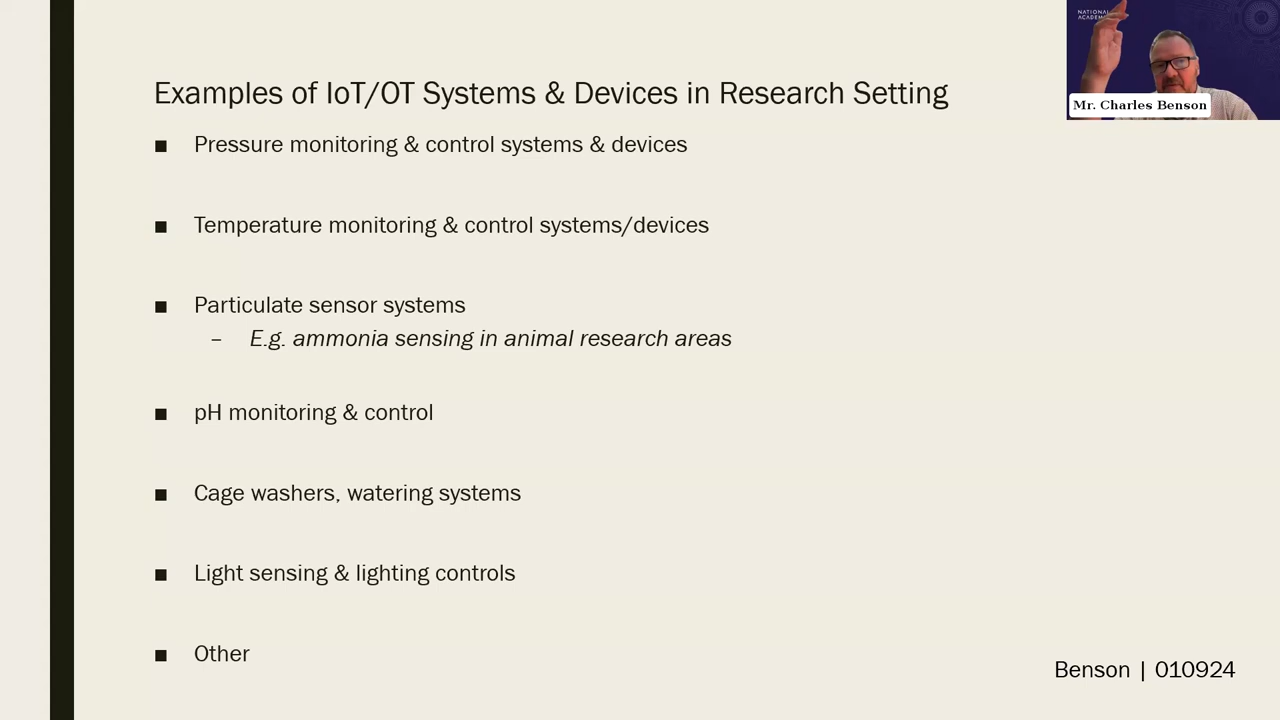 NATIONAL
Mr. Charles Benson
Examples of IoT/OT Systems & Devices in Research Setting
■ Pressure monitoring & control systems & devices
■ Temperature monitoring & control systems/devices
■ Particulate sensor systems
– E.g. ammonia sensing in animal research areas
■ pH monitoring & control
■ Cage washers, watering systems
■ Light sensing & lighting controls
■ Other
Benson | 010924